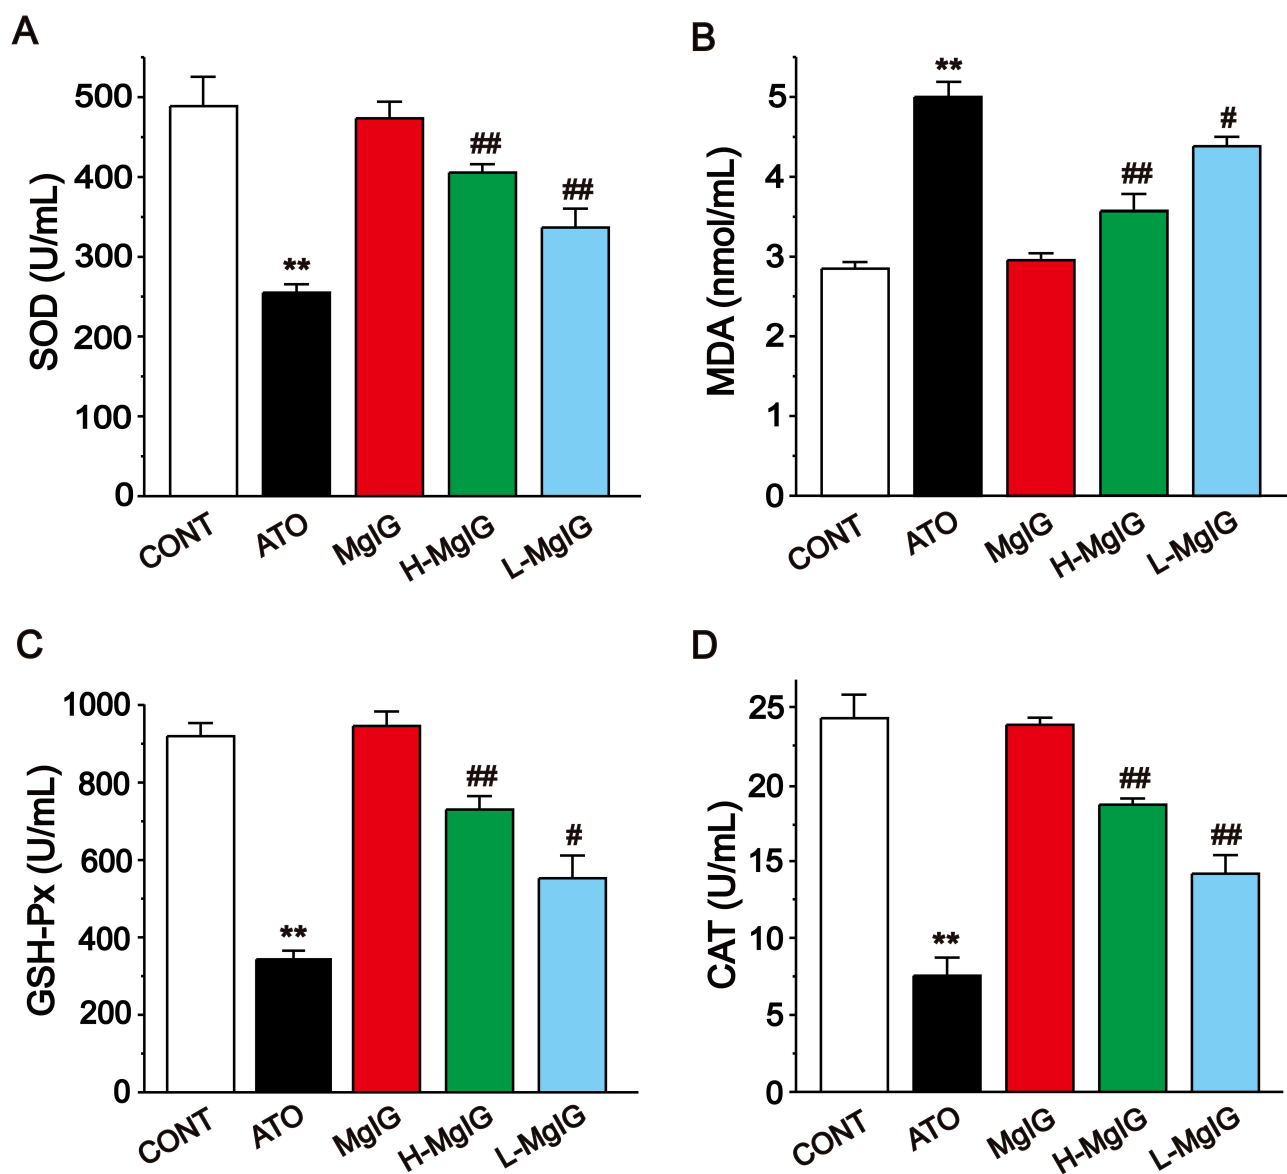 A
SOD (U/mL)
500
400
300
200
100
0
**
##
##
CONT
ATO
MgIG
H-MgIG
L-MgIG
B
MDA (nmol/mL)
5
4
3
2
1
0
**
##
#
CONT
ATO
MgIG
H-MgIG
L-MgIG
C
GSH-Px (U/mL)
1000
800
600
400
200
0
**
##
#
CONT
ATO
MgIG
H-MgIG
L-MgIG
D
CAT (U/mL)
25
20
15
10
5
0
**
##
##
CONT
ATO
MgIG
H-MgIG
L-MgIG